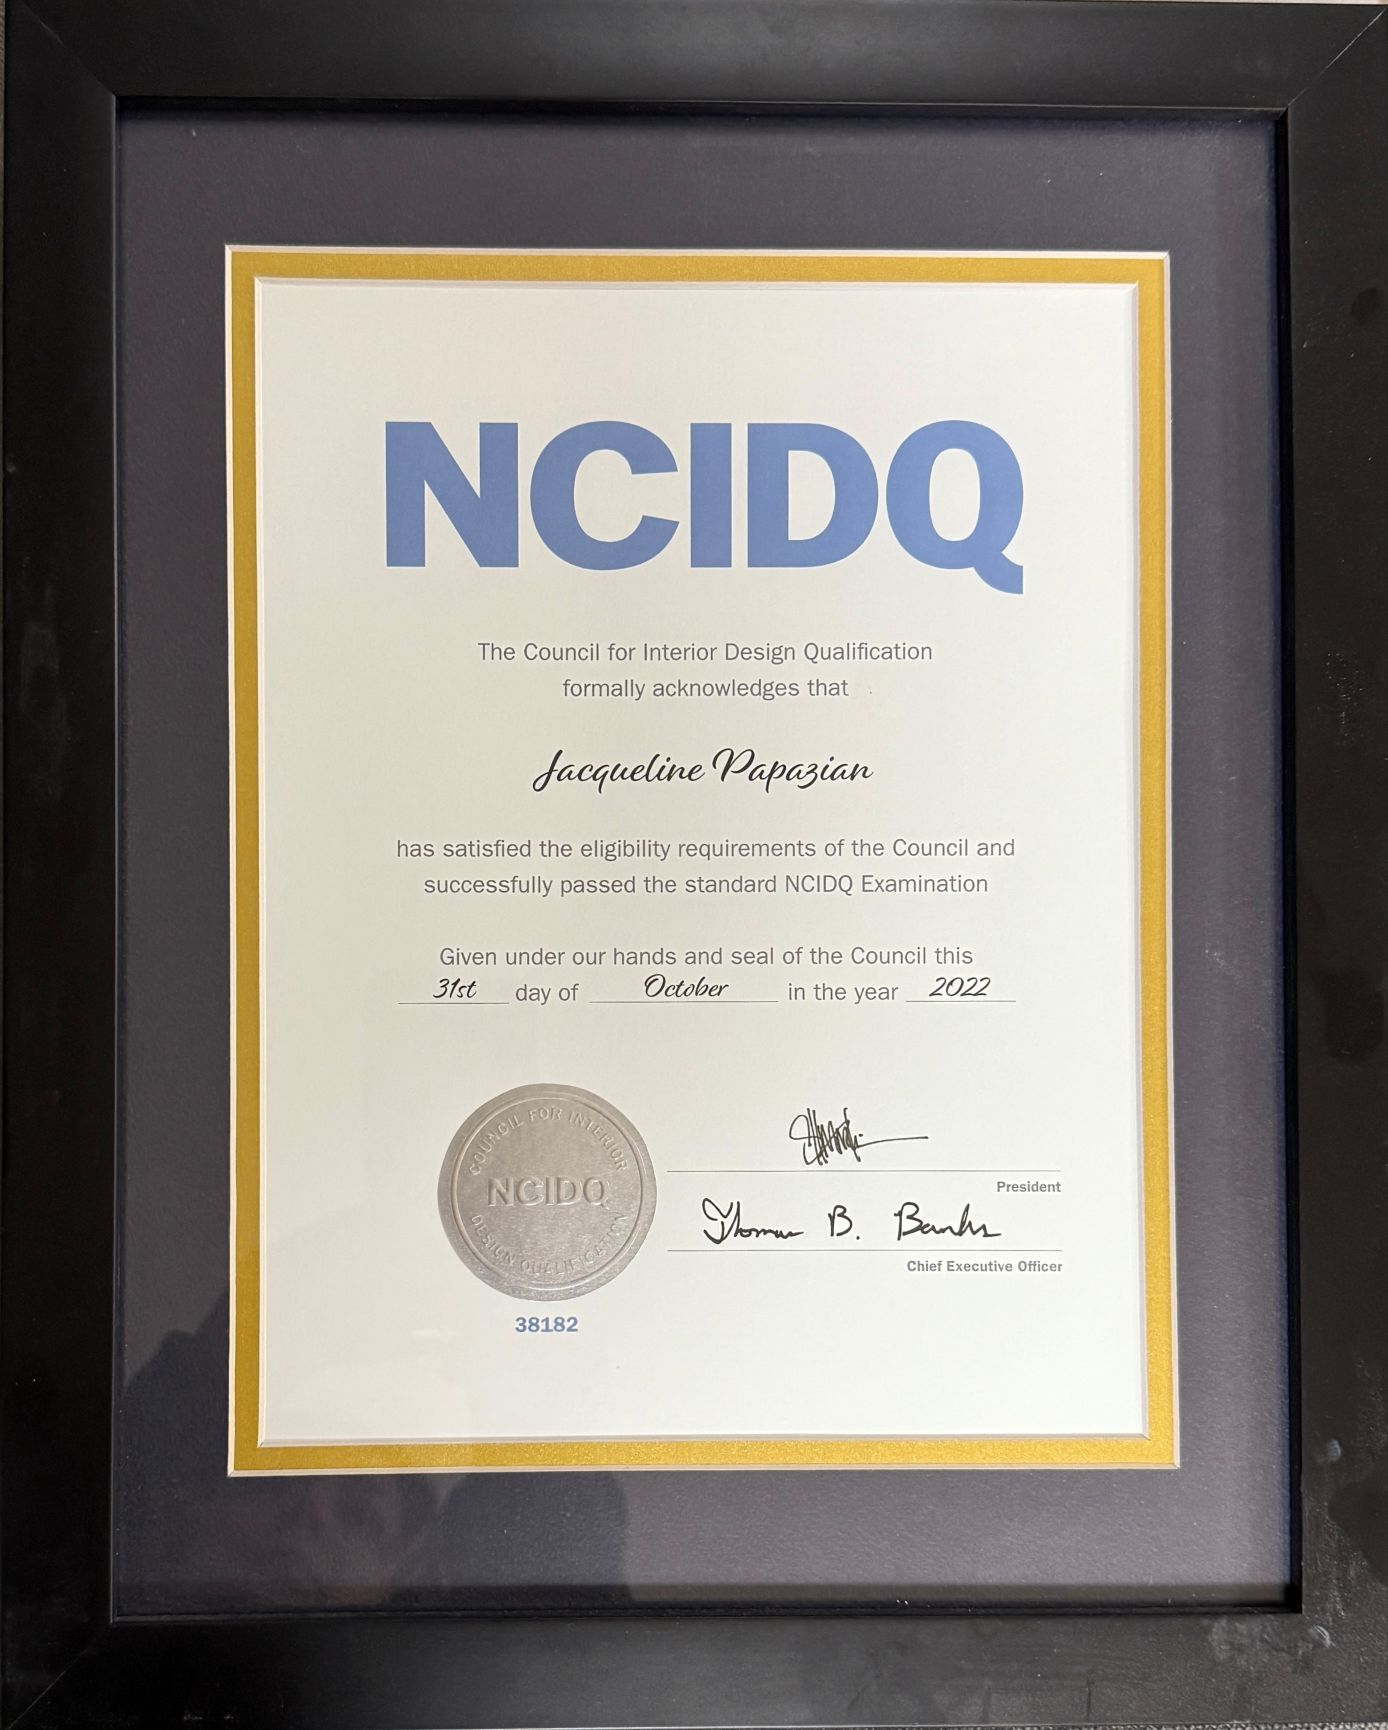 NCIDQ
The Council for Interior Design Qualification
formally acknowledges that
Jacqueline Papazian
has satisfied the eligibility requirements of the Council and
successfully passed the standard NCIDQ Examination
Given under our hands and seal of the Council this
31st day of October in the year 2022
COUNCIL FOR INTERIOR
NCIDQ
DESIGN QUALIFICATION
38182
President
Thomas B. Banks
Chief Executive Officer